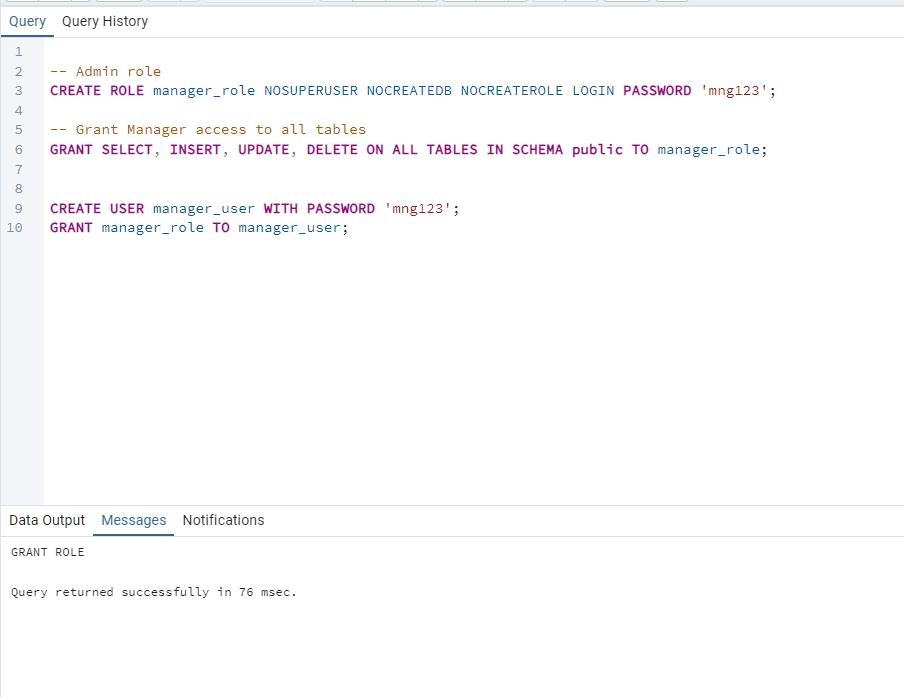 Query Query History
1
2 -- Admin role
3 CREATE ROLE manager_role NOSUPERUSER NOCREATEDB NOCREATEROLE LOGIN PASSWORD 'mng123';
4
5 -- Grant Manager access to all tables
6 GRANT SELECT, INSERT, UPDATE, DELETE ON ALL TABLES IN SCHEMA public TO manager_role;
7
8
9 CREATE USER manager_user WITH PASSWORD 'mng123';
10 GRANT manager_role TO manager_user;
Data Output Messages Notifications
GRANT ROLE
Query returned successfully in 76 msec.